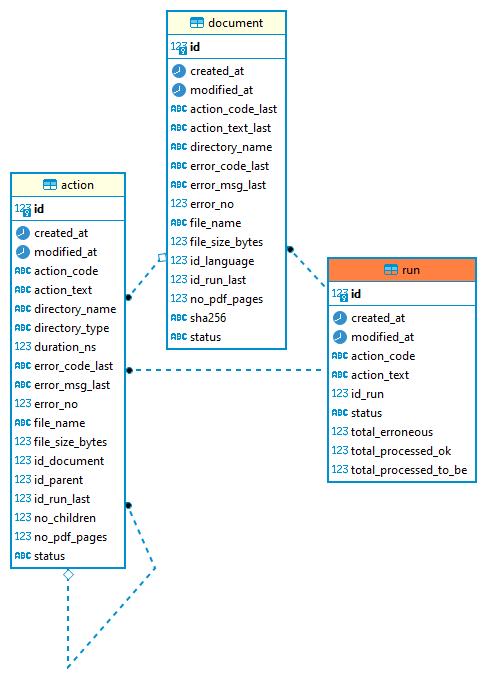 document
123 id
created_at
modified_at
ABC action_code_last
ABC action_text_last
ABC directory_name
ABC error_code_last
ABC error_msg_last
123 error_no
ABC file_name
123 file_size_bytes
123 id_language
123 id_run_last
123 no_pdf_pages
ABC sha256
ABC status
action
123 id
created_at
modified_at
ABC action_code
ABC action_text
ABC directory_name
ABC directory_type
123 duration_ns
ABC error_code_last
ABC error_msg_last
123 error_no
ABC file_name
123 file_size_bytes
123 id_document
123 id_parent
123 id_run_last
123 no_children
123 no_pdf_pages
ABC status
run
123 id
created_at
modified_at
ABC action_code
ABC action_text
123 id_run
ABC status
123 total_erroneous
123 total_processed_ok
123 total_processed_to_be